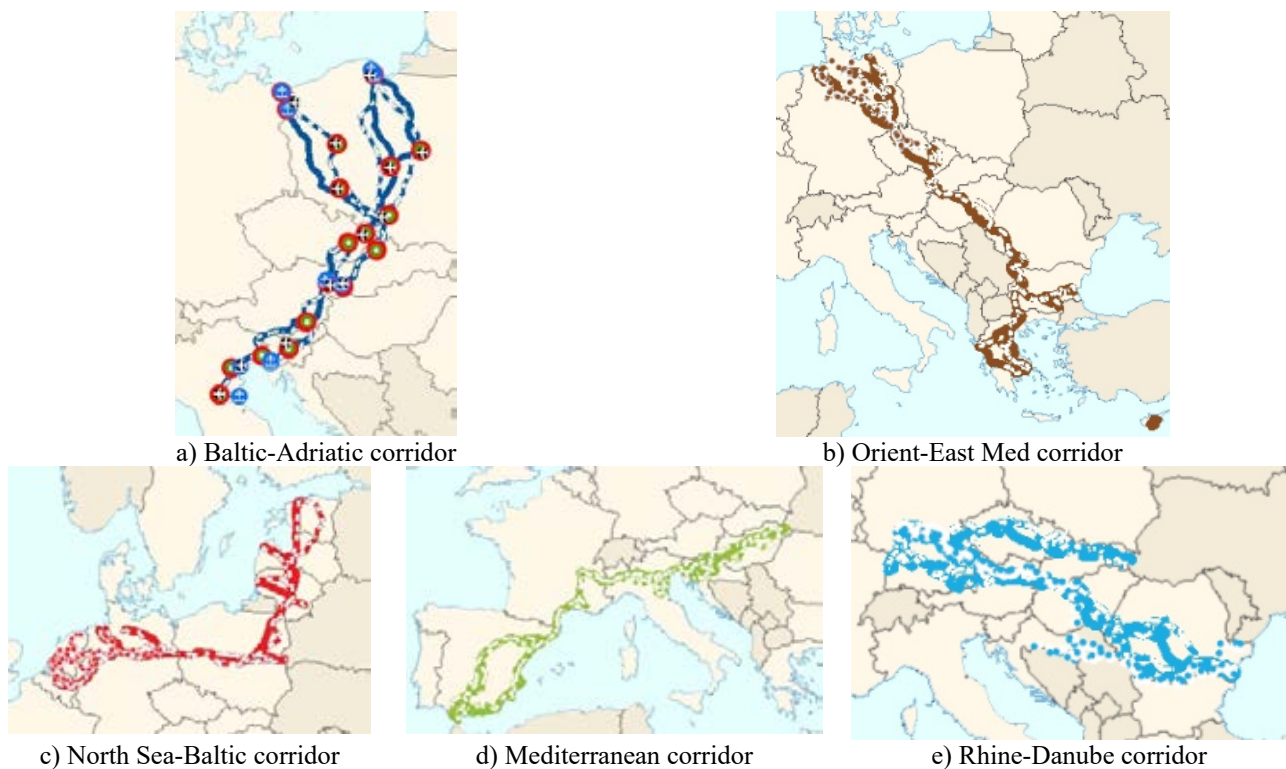 a) Baltic-Adriatic corridor
b) Orient-East Med corridor
c) North Sea-Baltic corridor
d) Mediterranean corridor
e) Rhine-Danube corridor